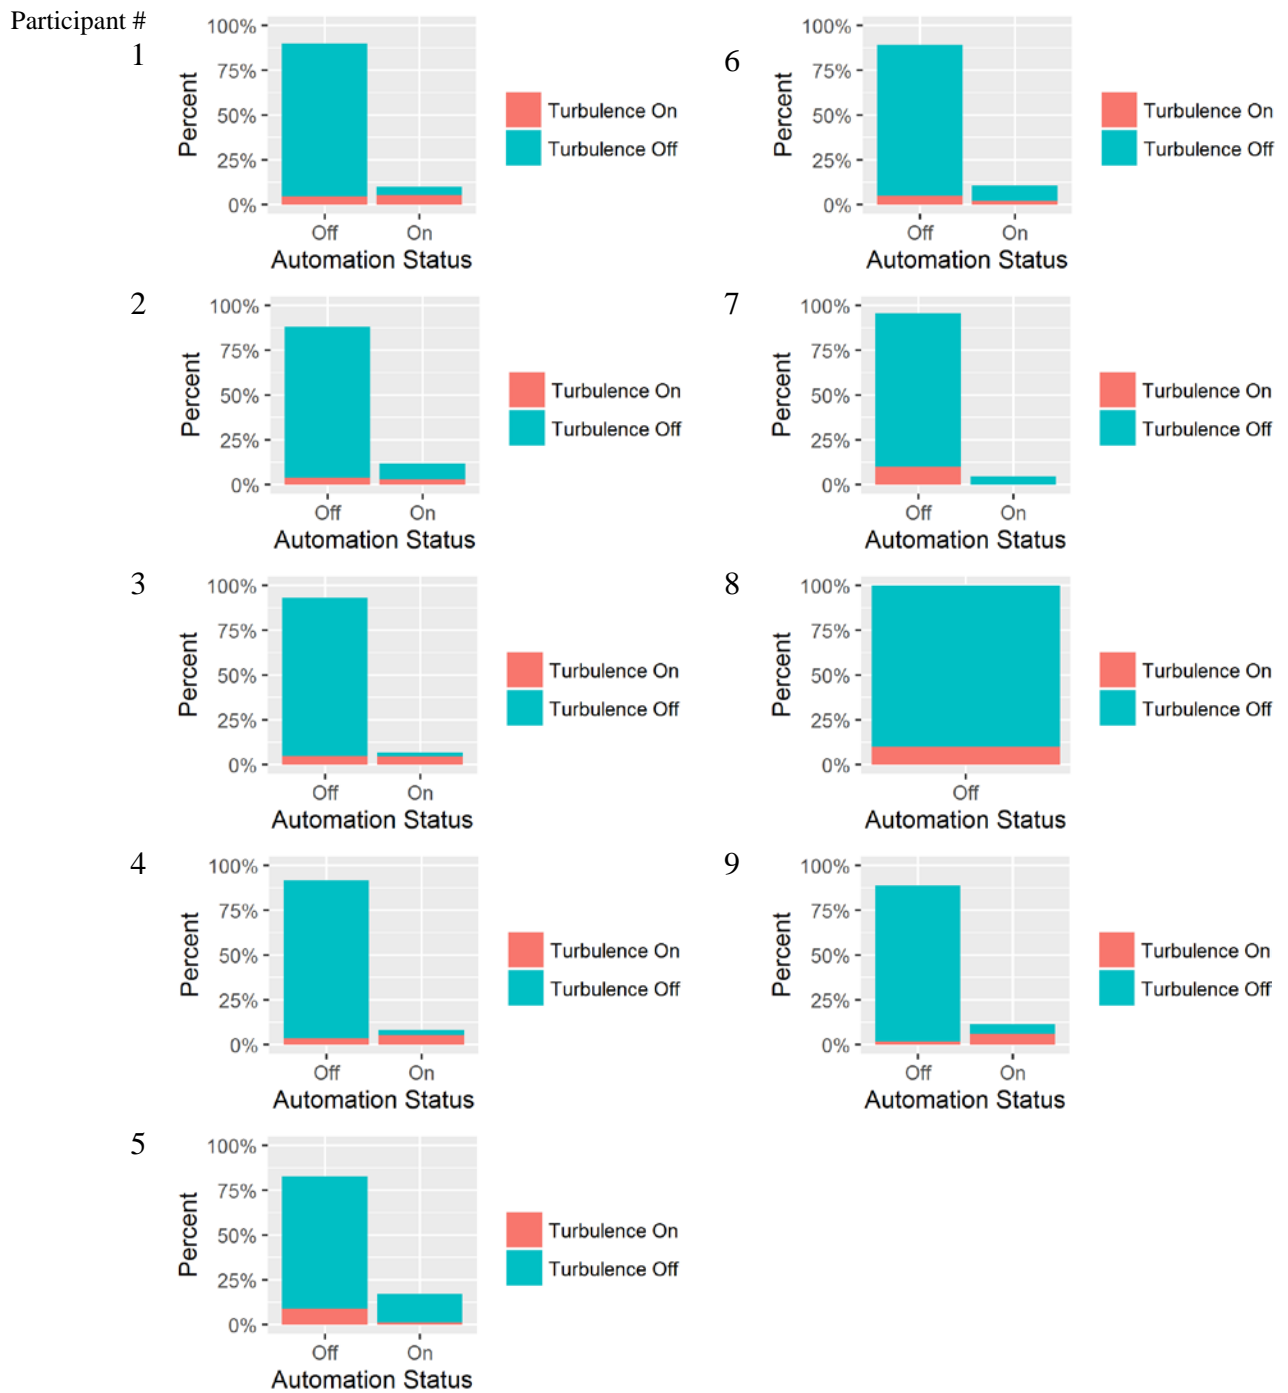 Participant #
1
100%
75%
50%
25%
0%
Percent
Off On
Automation Status
Turbulence On
Turbulence Off
6
100%
75%
50%
25%
0%
Percent
Off On
Automation Status
Turbulence On
Turbulence Off
2
100%
75%
50%
25%
0%
Percent
Off On
Automation Status
Turbulence On
Turbulence Off
7
100%
75%
50%
25%
0%
Percent
Off On
Automation Status
Turbulence On
Turbulence Off
3
100%
75%
50%
25%
0%
Percent
Off On
Automation Status
Turbulence On
Turbulence Off
8
100%
75%
50%
25%
0%
Percent
Off
Automation Status
Turbulence On
Turbulence Off
4
100%
75%
50%
25%
0%
Percent
Off On
Automation Status
Turbulence On
Turbulence Off
9
100%
75%
50%
25%
0%
Percent
Off On
Automation Status
Turbulence On
Turbulence Off
5
100%
75%
50%
25%
0%
Percent
Off On
Automation Status
Turbulence On
Turbulence Off